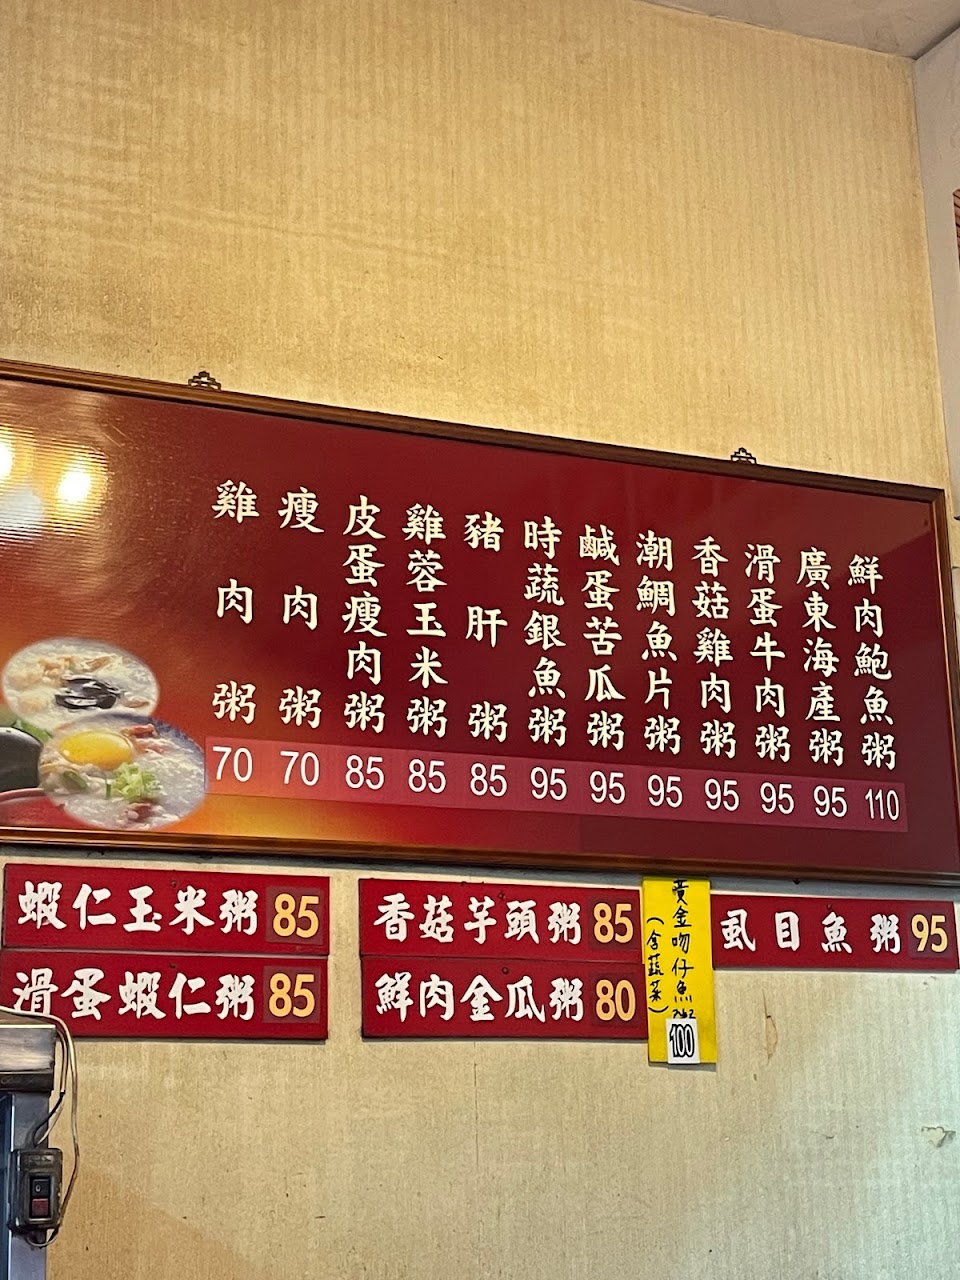 鮮肉鮑魚粥 110
廣東海產粥 95
滑蛋牛肉粥 95
香菇雞肉粥 95
潮鯛魚片粥 95
鹹蛋苦瓜粥 95
時蔬銀魚粥 95
豬肝粥 85
雞蓉玉米粥 85
皮蛋瘦肉粥 85
瘦肉粥 70
雞肉粥 70
蝦仁玉米粥 85
滑蛋蝦仁粥 85
香菇芋頭粥 85
鮮肉金瓜粥 80
黃金吻仔魚粥
(含蔬菜)
100
虱目魚粥 95